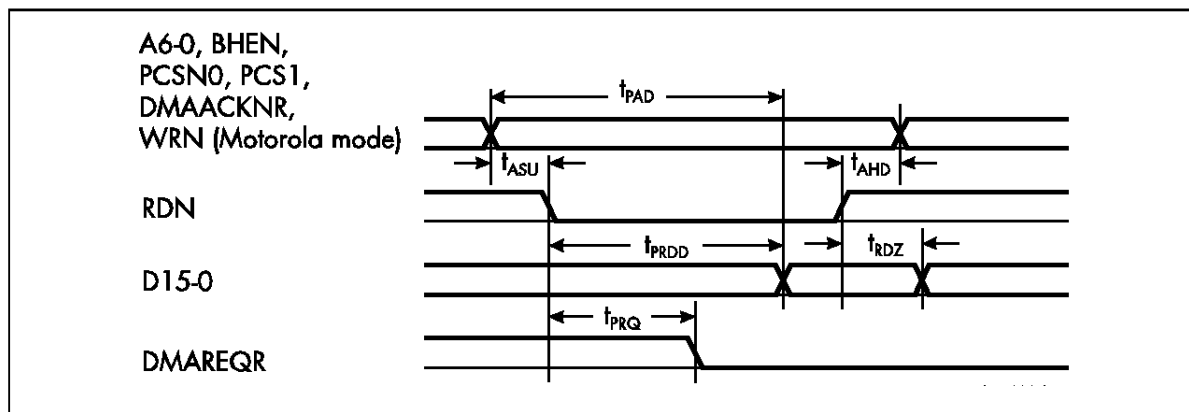 A6-0, BHEN,
PCSN0, PCS1,
DMAACKNR,
WRN (Motorola mode)
tPAD
tASU
tAHD
RDN
tPRDD
tRDZ
D15-0
tPRQ
DMAREQR